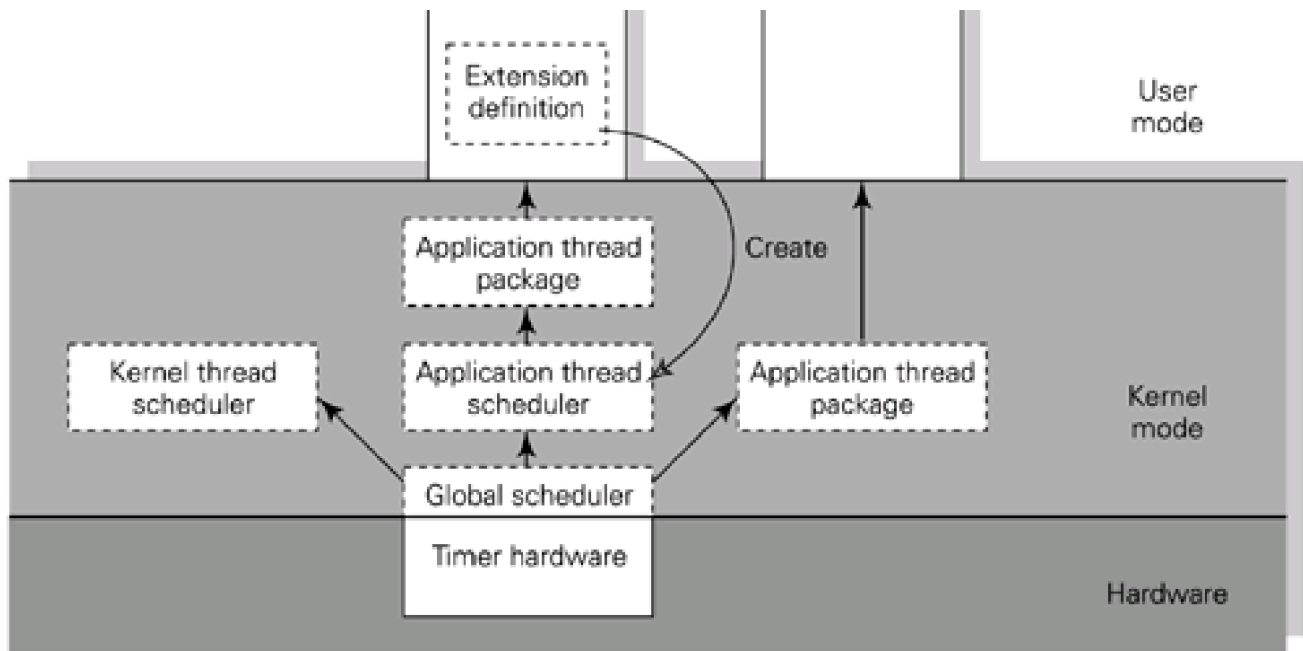 Extension
definition
User
mode
Application thread
package
Create
Kernel thread
scheduler
Application thread
scheduler
Application thread
package
Kernel
mode
Global scheduler
Timer hardware
Hardware